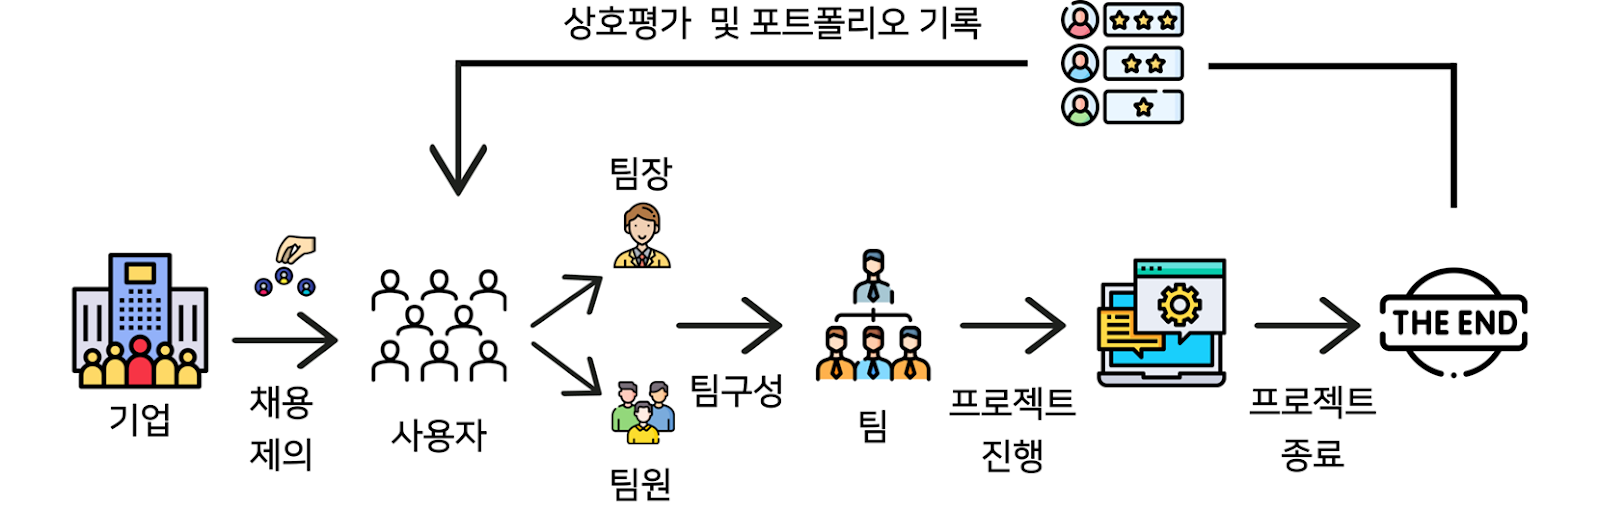 상호평가 및 포트폴리오 기록
팀장
기업
채용
제의
사용자
팀원
팀구성
팀
프로젝트
진행
프로젝트
종료
THE END